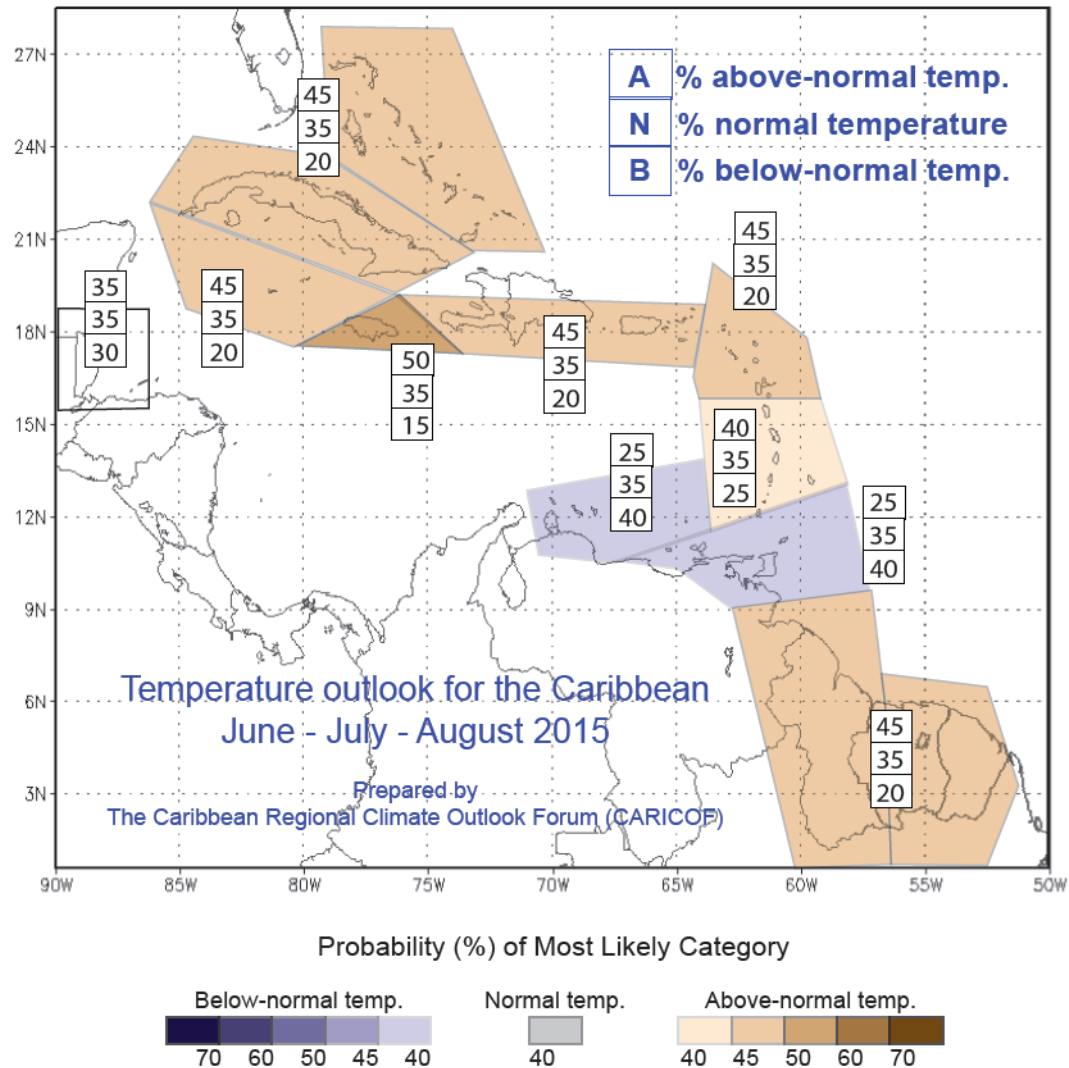 27N
24N
21N
18N
15N
12N
9N
6N
3N
90W 85W 80W 75W 70W 65W 60W 55W 50W
A % above-normal temp.
N % normal temperature
B % below-normal temp.
45
35
20
45
35
20
35
35
30
45
35
20
45
35
20
50
35
15
40
35
25
25
35
40
25
35
40
45
35
20
Temperature outlook for the Caribbean
June - July - August 2015
Prepared by
The Caribbean Regional Climate Outlook Forum (CARICOF)
Probability (%) of Most Likely Category
Below-normal temp. Normal temp. Above-normal temp.
70 60 50 45 40 40 40 45 50 60 70